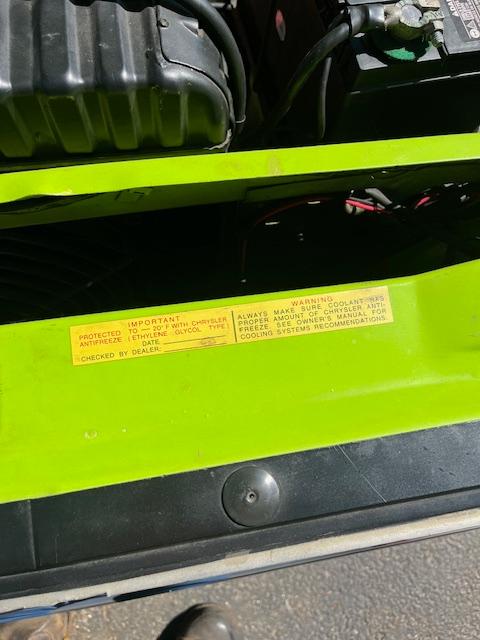 IMPORTANT
PROTECTED TO — 20° F WITH CHRYSLER
ANTIFREEZE (ETHYLENE GLYCOL TYPE)
DATE
CHECKED BY DEALER:
WARNING
ALWAYS MAKE SURE COOLANT HAS
PROPER AMOUNT OF CHRYSLER ANTI-
FREEZE. SEE OWNER'S MANUAL FOR
COOLING SYSTEMS RECOMMENDATIONS.